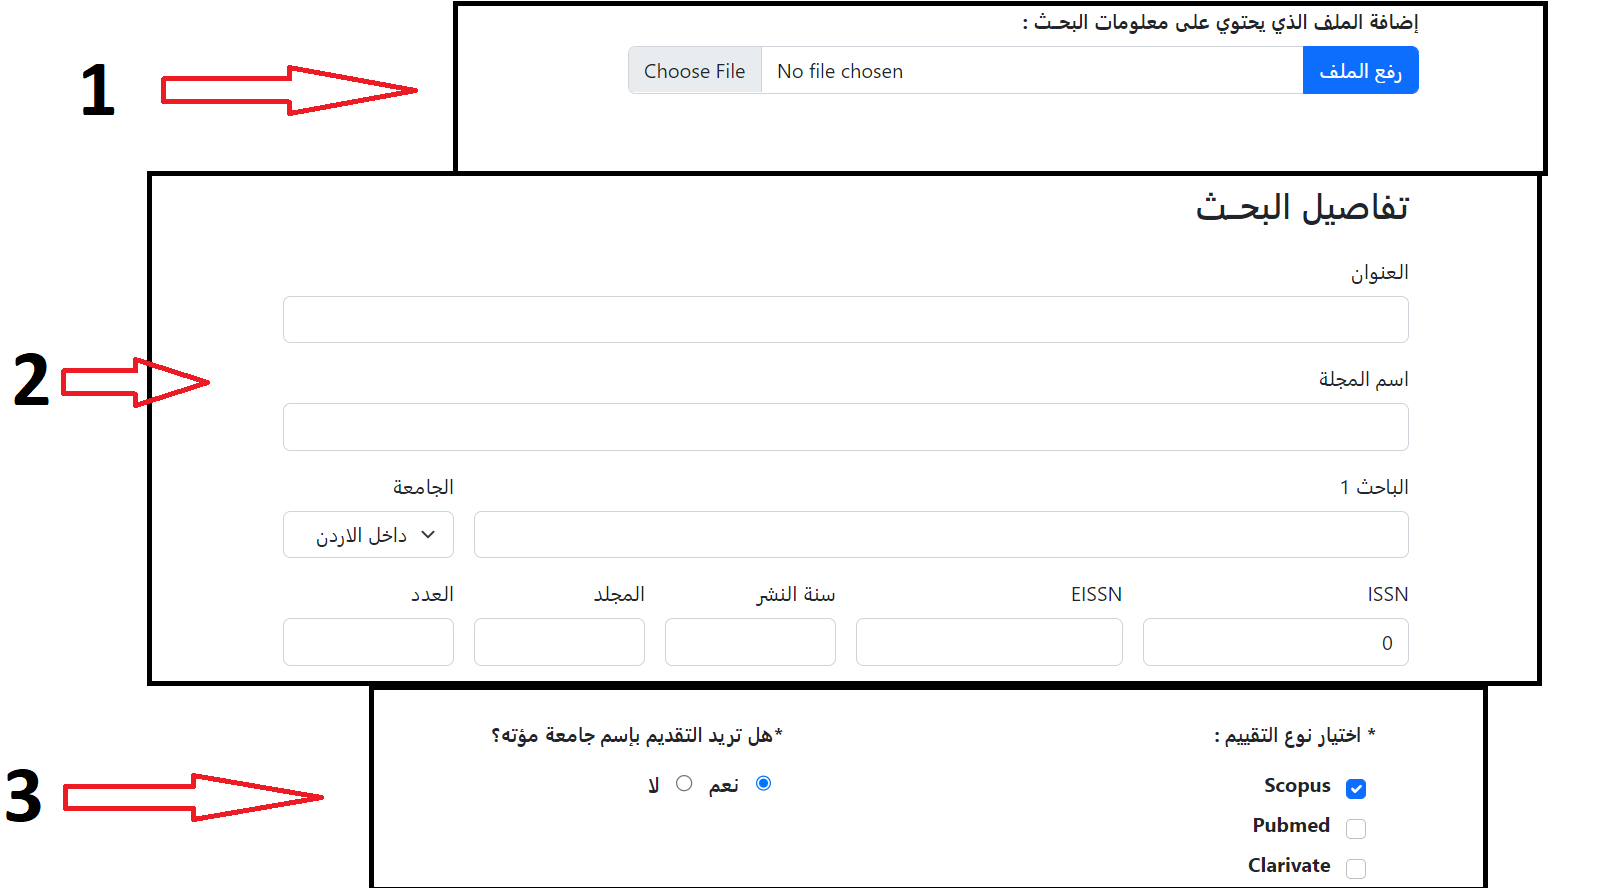 إضافة الملف الذي يحتوي على معلومات البحـث :
رفع الملف
Choose File No file chosen
1
تفاصيل البحـث
العنوان
2
اسم المجلة
الباحث 1
الجامعة
داخل الاردن
ISSN
EISSN
سنة النشر
المجلد
العدد
0
* اختيار نوع التقييم :
*هل تريد التقديم بإسم جامعة مؤته؟
3
Scopus
نعم
لا
Pubmed
Clarivate